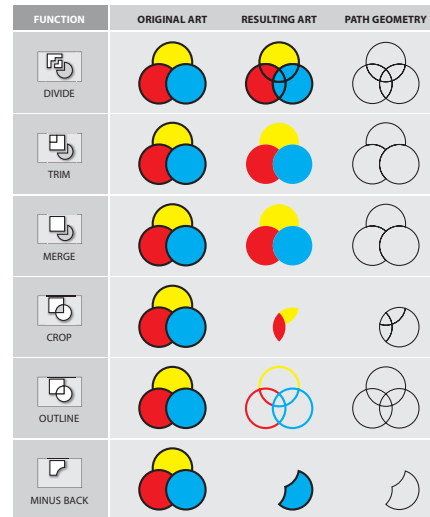 FUNCTION ORIGINAL ART RESULTING ART PATH GEOMETRY
DIVIDE
TRIM
MERGE
CROP
OUTLINE
MINUS BACK